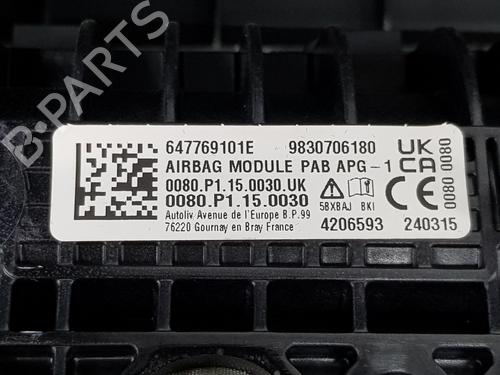 647769101E 9830706180
AIRBAG MODULE PAB APG-1
0080.P1.15.0030.UK
0080.P1.15.0030
Autoliv Avenue de l'Europe B.P.99
76220 Gournay en Bray France
58XBAJ BKI
4206593 240315
UK
CA
CE
0080 0080
B-PARTS